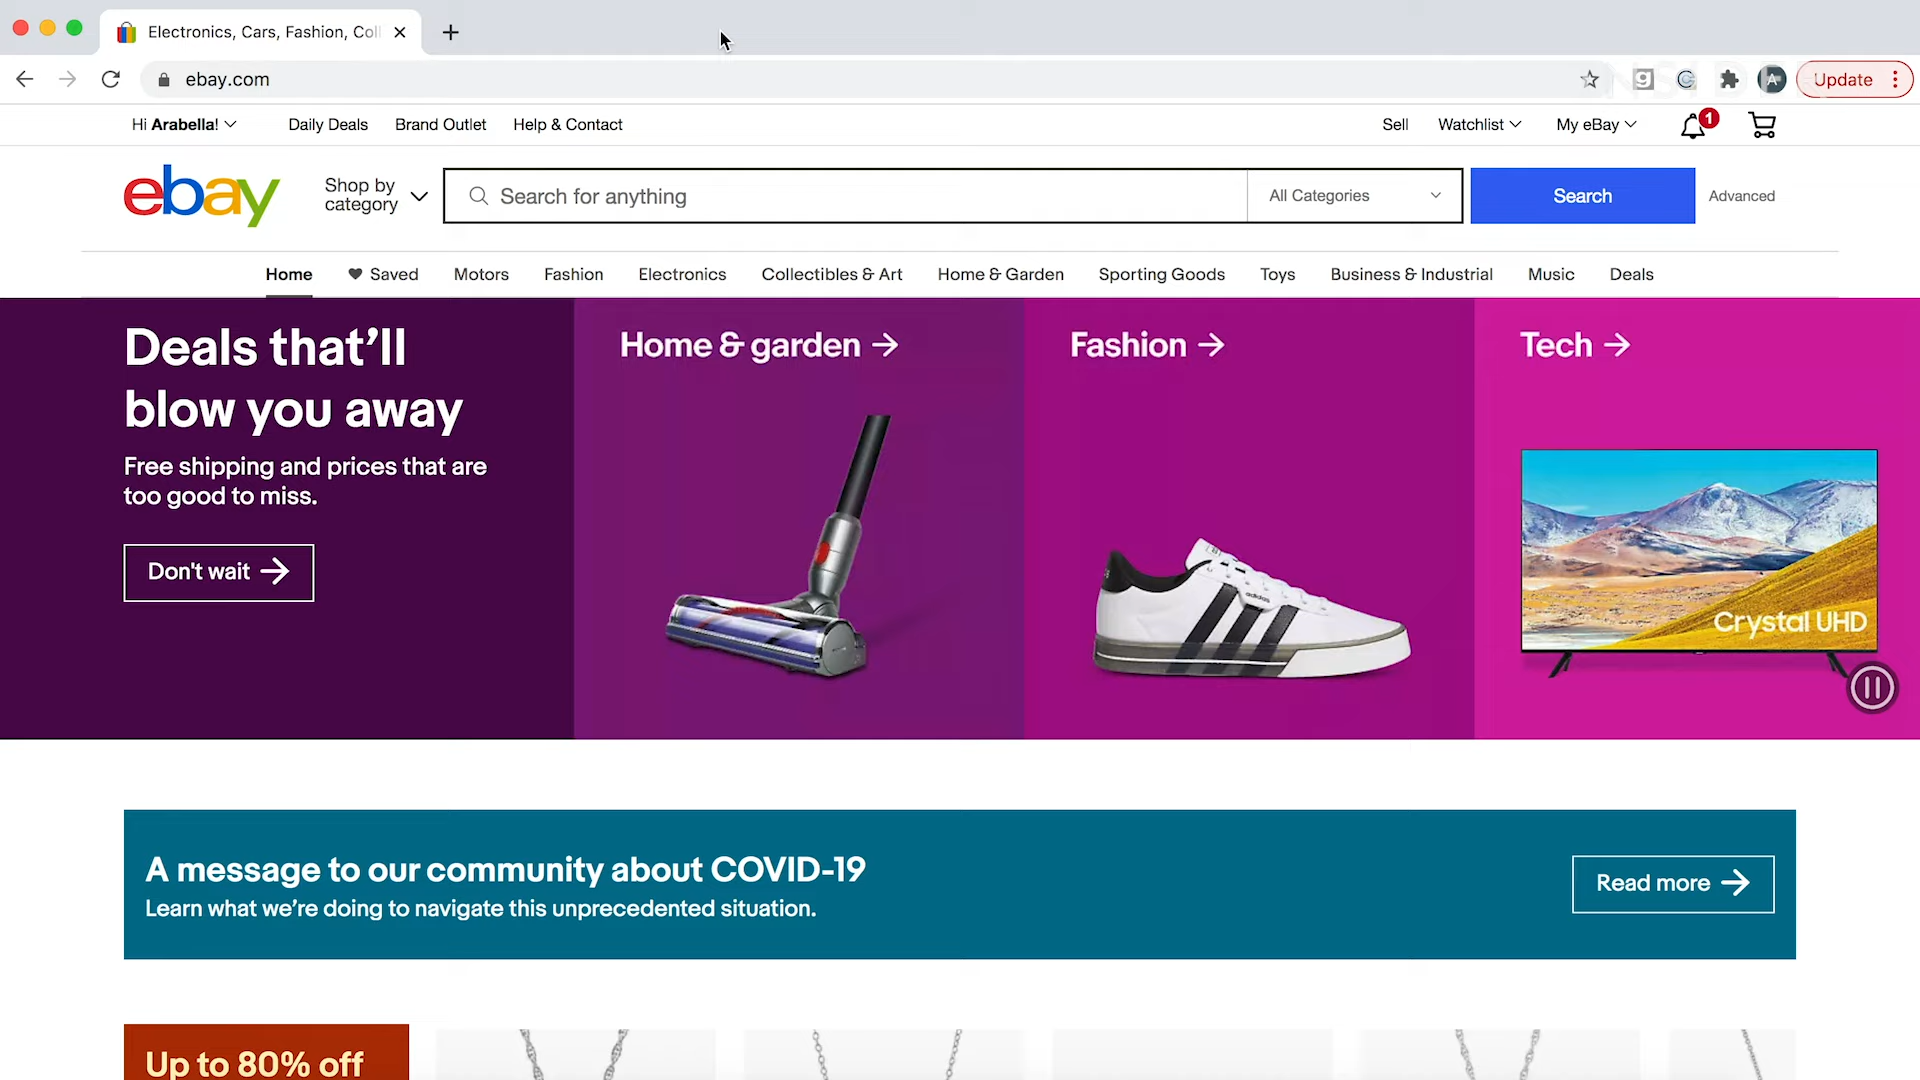 Electronics, Cars, Fashion, Coll
ebay.com
Update
Hi Arabella!
Daily Deals
Brand Outlet
Help & Contact
Sell
Watchlist
My eBay
1
ebay
Shop by
category
Search for anything
All Categories
Search
Advanced
Home
Saved
Motors
Fashion
Electronics
Collectibles & Art
Home & Garden
Sporting Goods
Toys
Business & Industrial
Music
Deals
Deals that'll
blow you away
Free shipping and prices that are
too good to miss.
Don't wait
Home & garden
Fashion
adidas
Tech
Crystal UHD
A message to our community about COVID-19
Learn what we're doing to navigate this unprecedented situation.
Read more
Up to 80% off